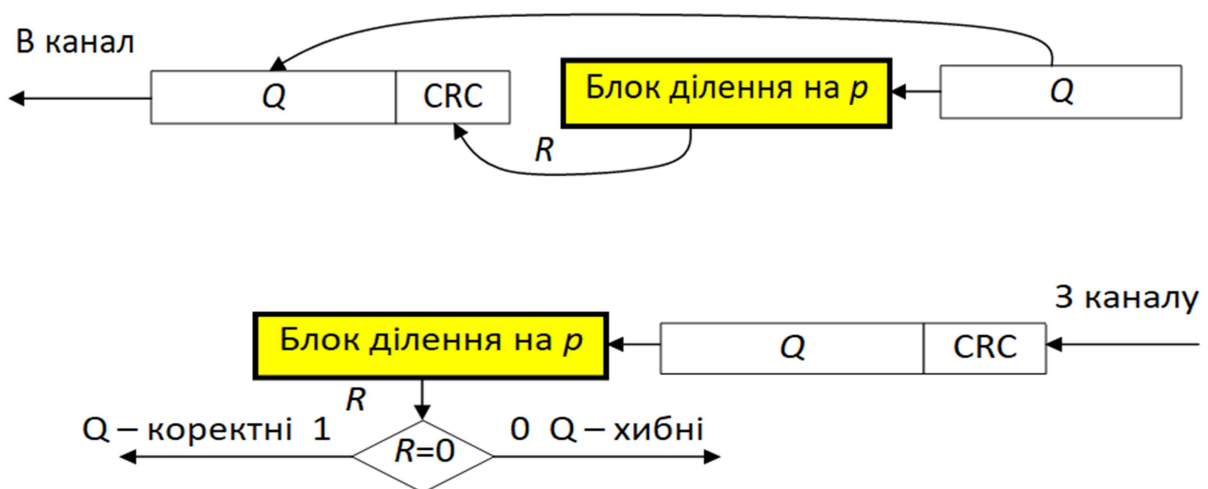 В канал
Q CRC Блок ділення на p Q
R
З каналу
Блок ділення на p Q CRC
R
Q – коректні 1 R=0 0 Q – хибні